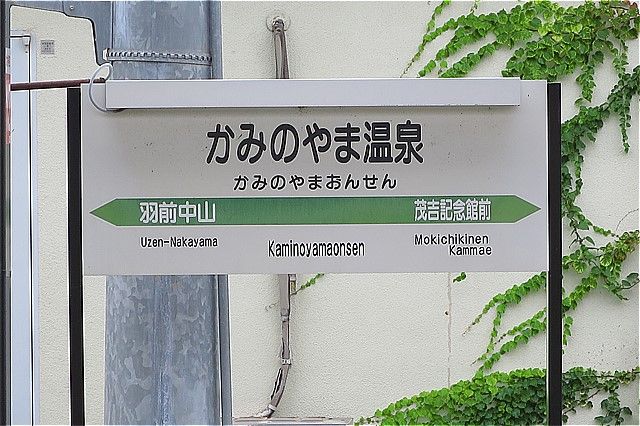 かみのやま温泉
かみのやまおんせん
羽前中山 茂吉記念館前
Uzen-Nakayama Kaminoyamaonsen Mokichikinen
Kammae